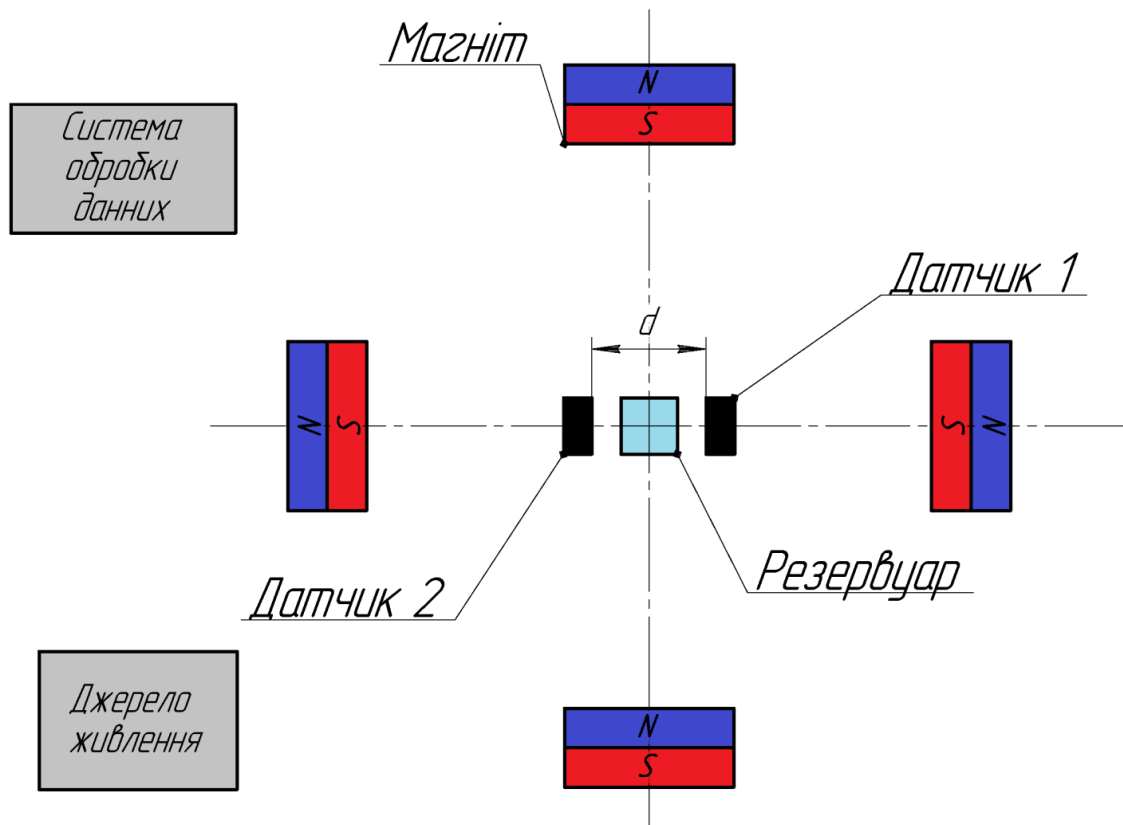 Магніт
N
S
Система
обробки
данних
Датчик 1
d
N
S
S
N
Датчик 2
Резервуар
Джерело
живлення
N
S